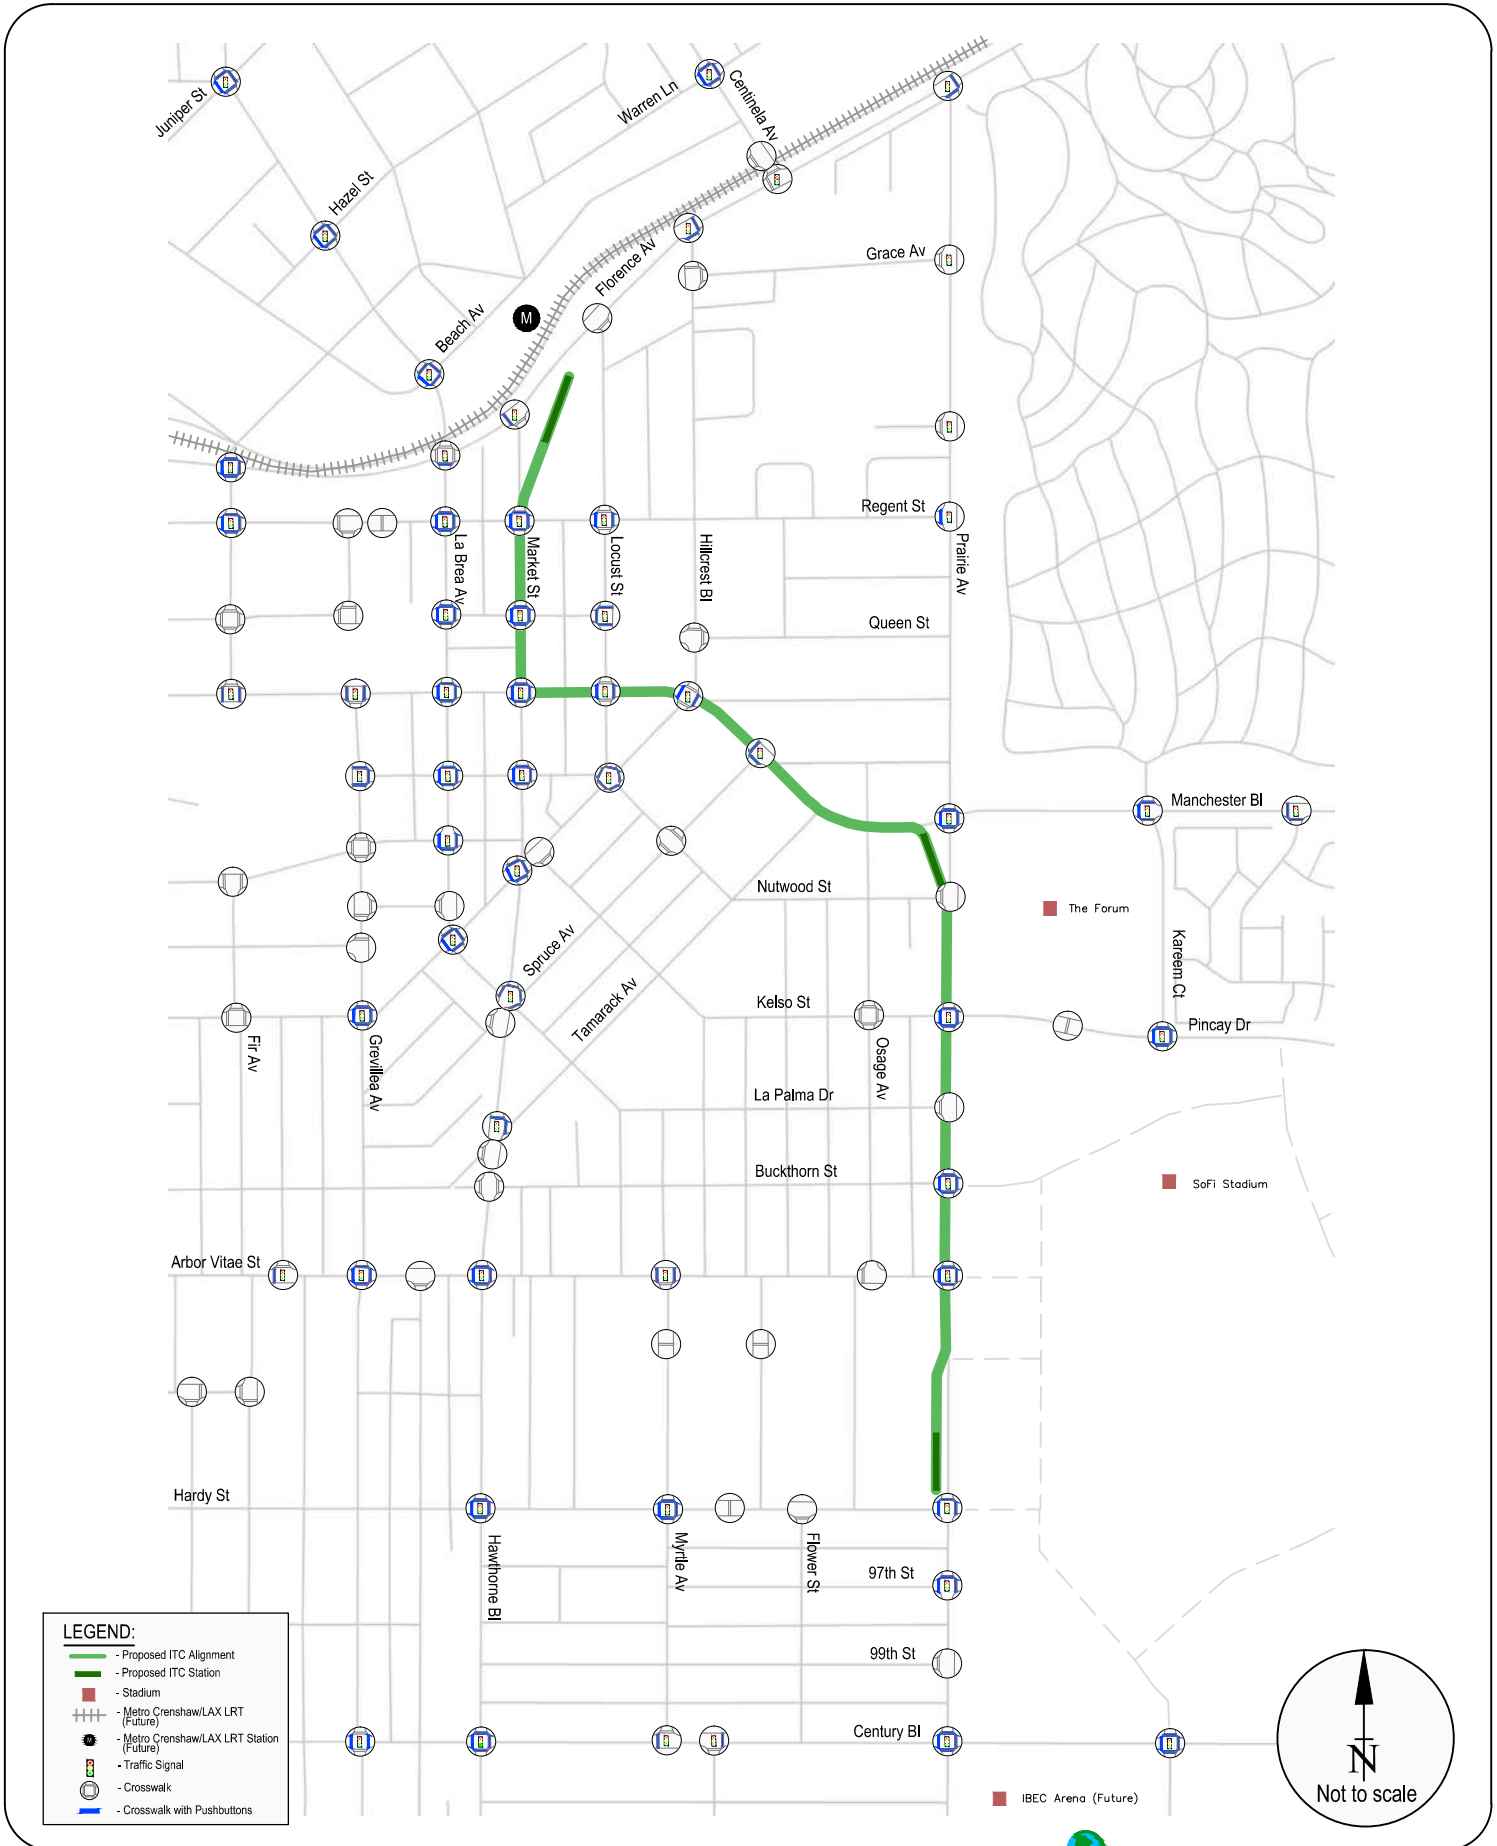 Juniper St
Warren Ln
Centinela Av
Hazel St
Grace Av
Florence Av
M
Beach Av
Regent St
La Brea Av
Market St
Locust St
Hillcrest Bl
Prairie Av
Queen St
Manchester Bl
Nutwood St
The Forum
Spruce Av
Kareem Ct
Tamarack Av
Kelso St
Pincay Dr
Fir Av
Grevillea Av
Osage Av
La Palma Dr
Buckthorn St
SoFi Stadium
Arbor Vitae St
Hardy St
Hawthorne Bl
Myrtle Av
Flower St
97th St
99th St
Century Bl
IBEC Arena (Future)
LEGEND:
- Proposed ITC Alignment
- Proposed ITC Station
- Stadium
- Metro Crenshaw/LAX LRT
(Future)
M
- Metro Crenshaw/LAX LRT Station
(Future)
- Traffic Signal
- Crosswalk
- Crosswalk with Pushbuttons
N
Not to scale